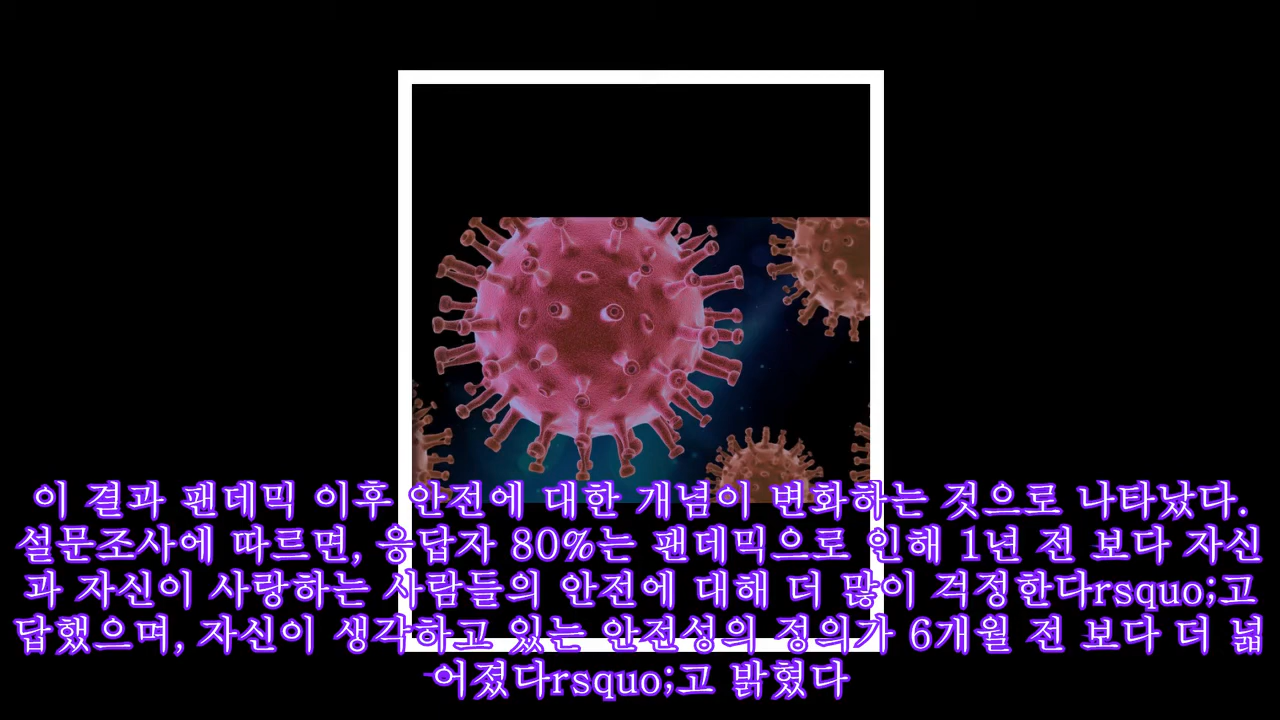 이 결과 팬데믹 이후 안전에 대한 개념이 변화하는 것으로 나타났다.
설문조사에 따르면, 응답자 80%는 팬데믹으로 인해 1년 전 보다 자신
과 자신이 사랑하는 사람들의 안전에 대해 더 많이 걱정한다rsquo;고
답했으며, 자신이 생각하고 있는 안전성의 정의가 6개월 전 보다 더 넓
어졌다rsquo;고 밝혔다